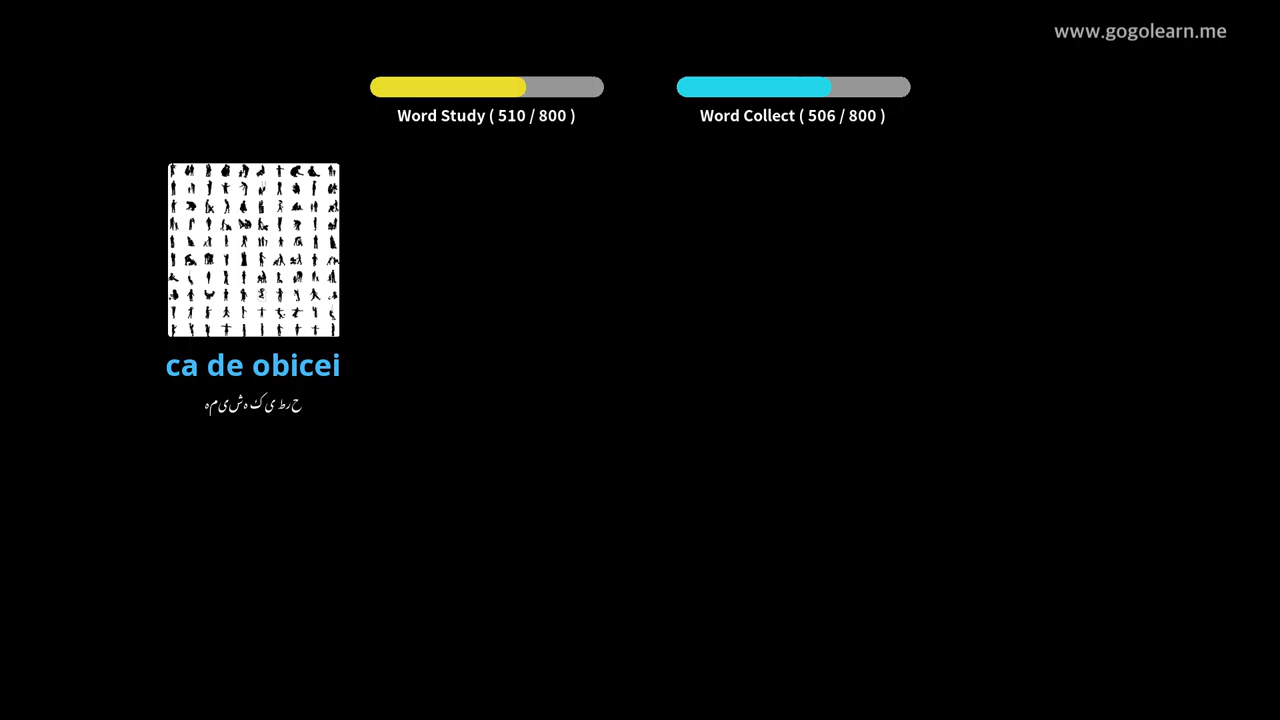 www.gogolearn.me
Word Study ( 510 / 800 )
Word Collect ( 506 / 800 )
ca de obicei
ہمیشہ کی طرح